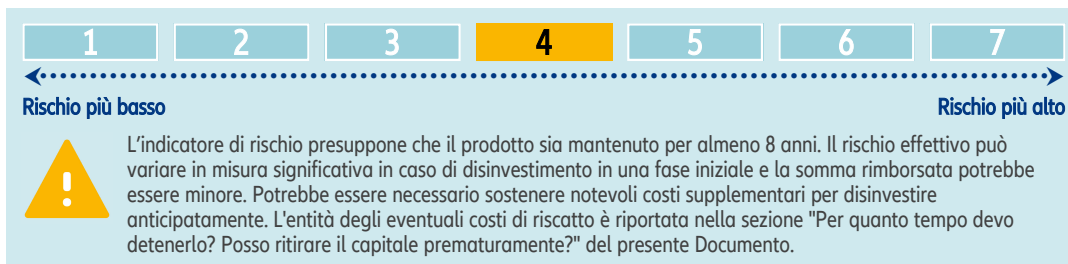 1 2 3 4 5 6 7
Rischio più basso Rischio più alto
L'indicatore di rischio presuppone che il prodotto sia mantenuto per almeno 8 anni. Il rischio effettivo può
variare in misura significativa in caso di disinvestimento in una fase iniziale e la somma rimborsata potrebbe
essere minore. Potrebbe essere necessario sostenere notevoli costi supplementari per disinvestire
anticipatamente. L'entità degli eventuali costi di riscatto è riportata nella sezione "Per quanto tempo devo
detenerlo? Posso ritirare il capitale prematuramente?" del presente Documento.